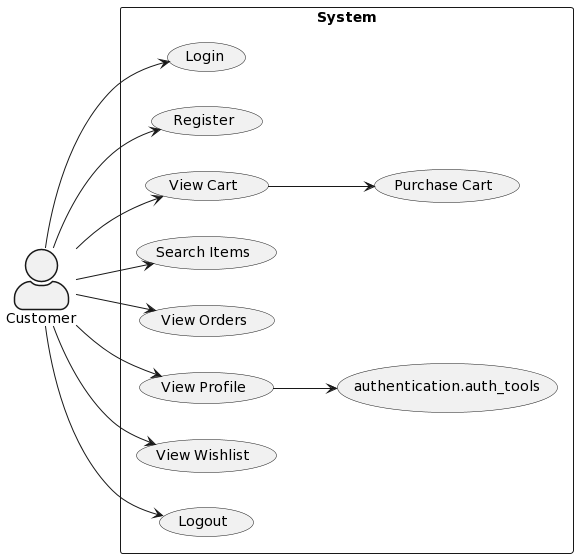 System
Login
Register
View Cart
Purchase Cart
Search Items
Customer
View Orders
View Profile
authentication.auth_tools
View Wishlist
Logout